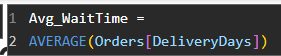 1 Avg_WaitTime =
2 AVERAGE(Orders[DeliveryDays])